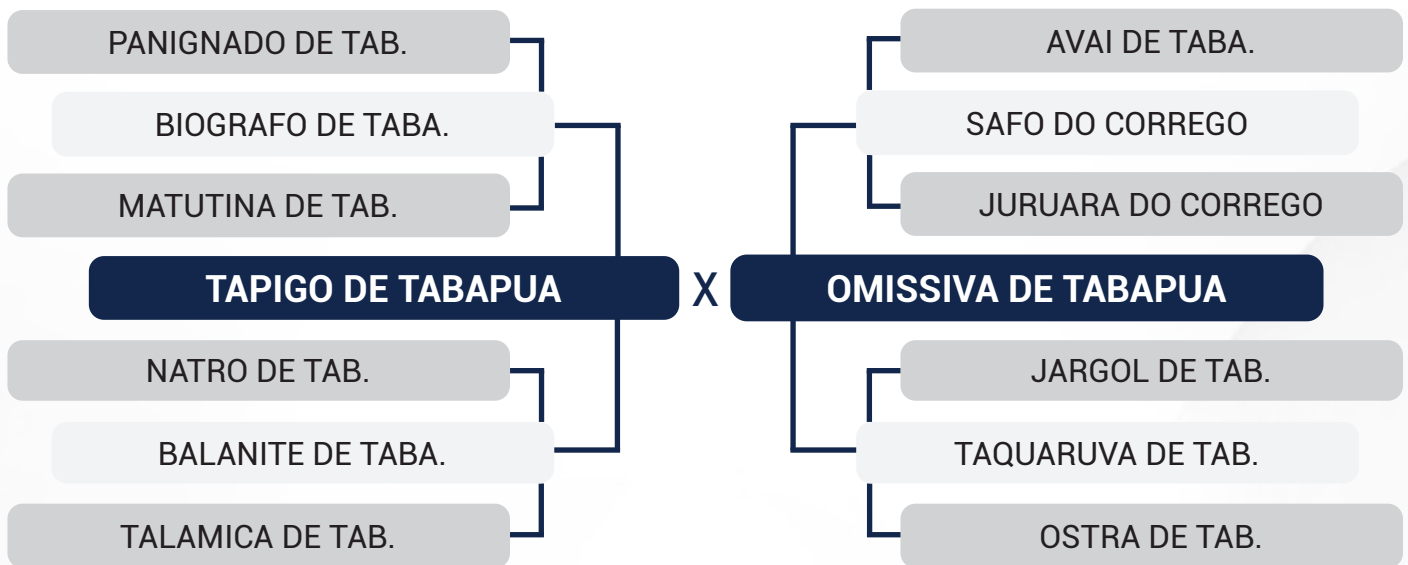 PANIGNADO DE TAB.
BIOGRAFO DE TABA.
MATUTINA DE TAB.
TAPIGO DE TABAPUA
NATRO DE TAB.
BALANITE DE TABA.
TALAMICA DE TAB.
X
AVAI DE TABA.
SAFO DO CORREGO
JURUARA DO CORREGO
OMISSIVA DE TABAPUA
JARGOL DE TAB.
TAQUARUVA DE TAB.
OSTRA DE TAB.